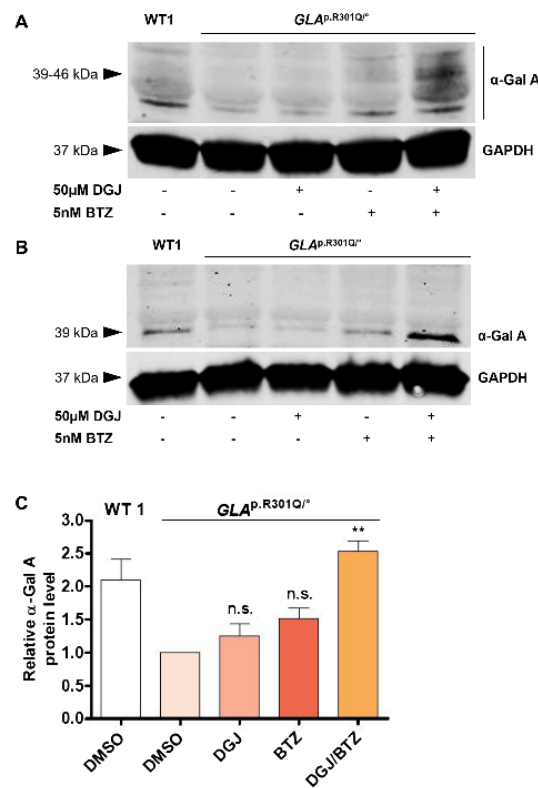 A
WT1
GLAp.R301Q/°
39-46 kDa
α-Gal A
37 kDa
GAPDH
50µM DGJ - - + - +
5nM BTZ - - - + +
B
WT1
GLAp.R301Q/°
39 kDa
α-Gal A
37 kDa
GAPDH
50µM DGJ - - + - +
5nM BTZ - - - + +
C
WT 1
GLAp.R301Q/°
Relative α-Gal A
protein level
3.0
2.5
2.0
1.5
1.0
0.5
0.0
n.s.
n.s.
**
DMSO
DMSO
DGJ
BTZ
DGJ/BTZ